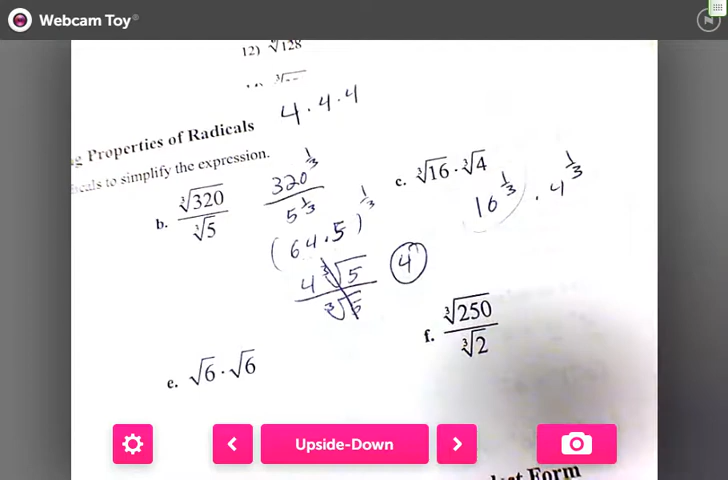 Webcam Toy
12) √128
4 · 4 · 4
Properties of Radicals
to simplify the expression.
b. ∛320 / ∛5
320^(1/3) / 5^(1/3)
(64 · 5)^(1/3)
4∛5 / ∛5
4
c. ∛16 · ∛4
16^(1/3) · 4^(1/3)
e. √6 · √6
f. ∛250 / ∛2
Upside-Down
Form